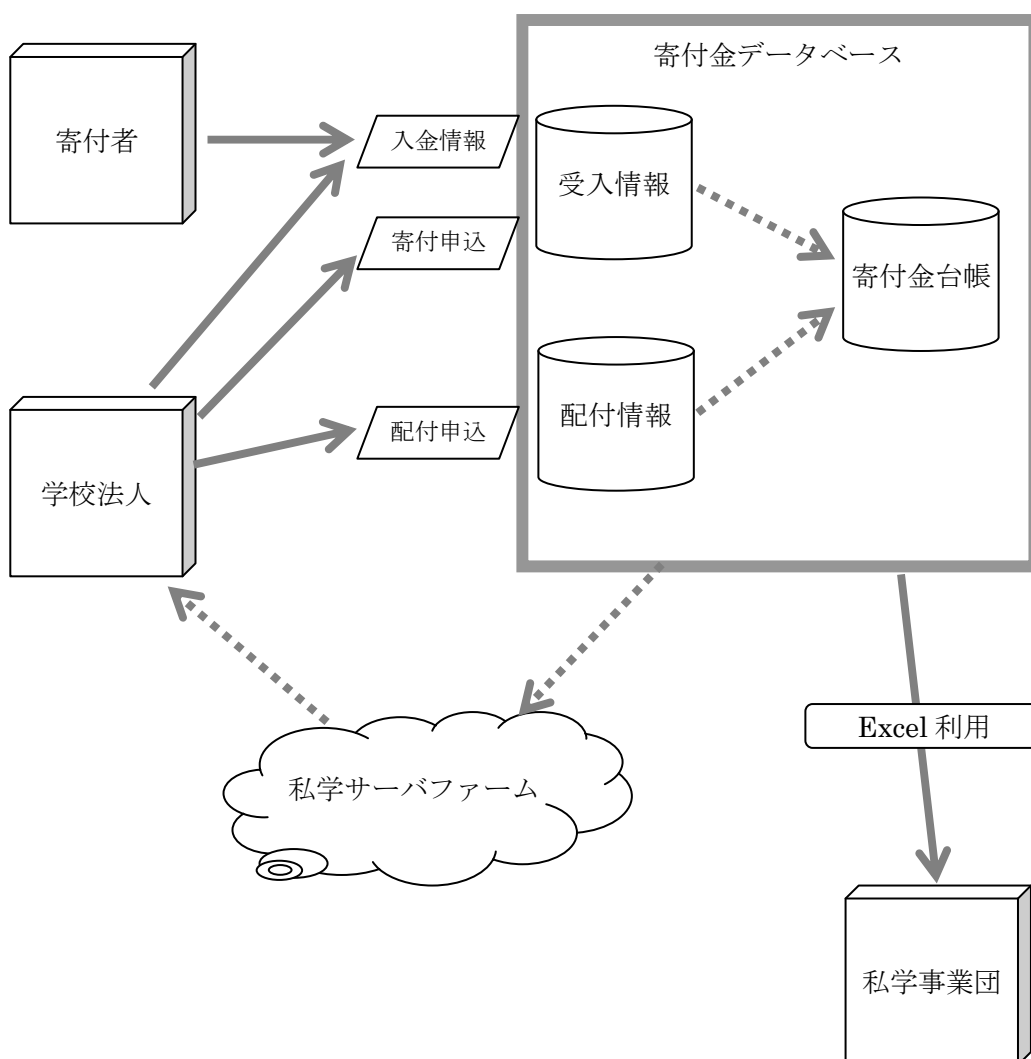 寄付金データベース
寄付者
入金情報
受入情報
寄付申込
寄付金台帳
配付申込
配付情報
学校法人
Excel 利用
私学サーバファーム
私学事業団